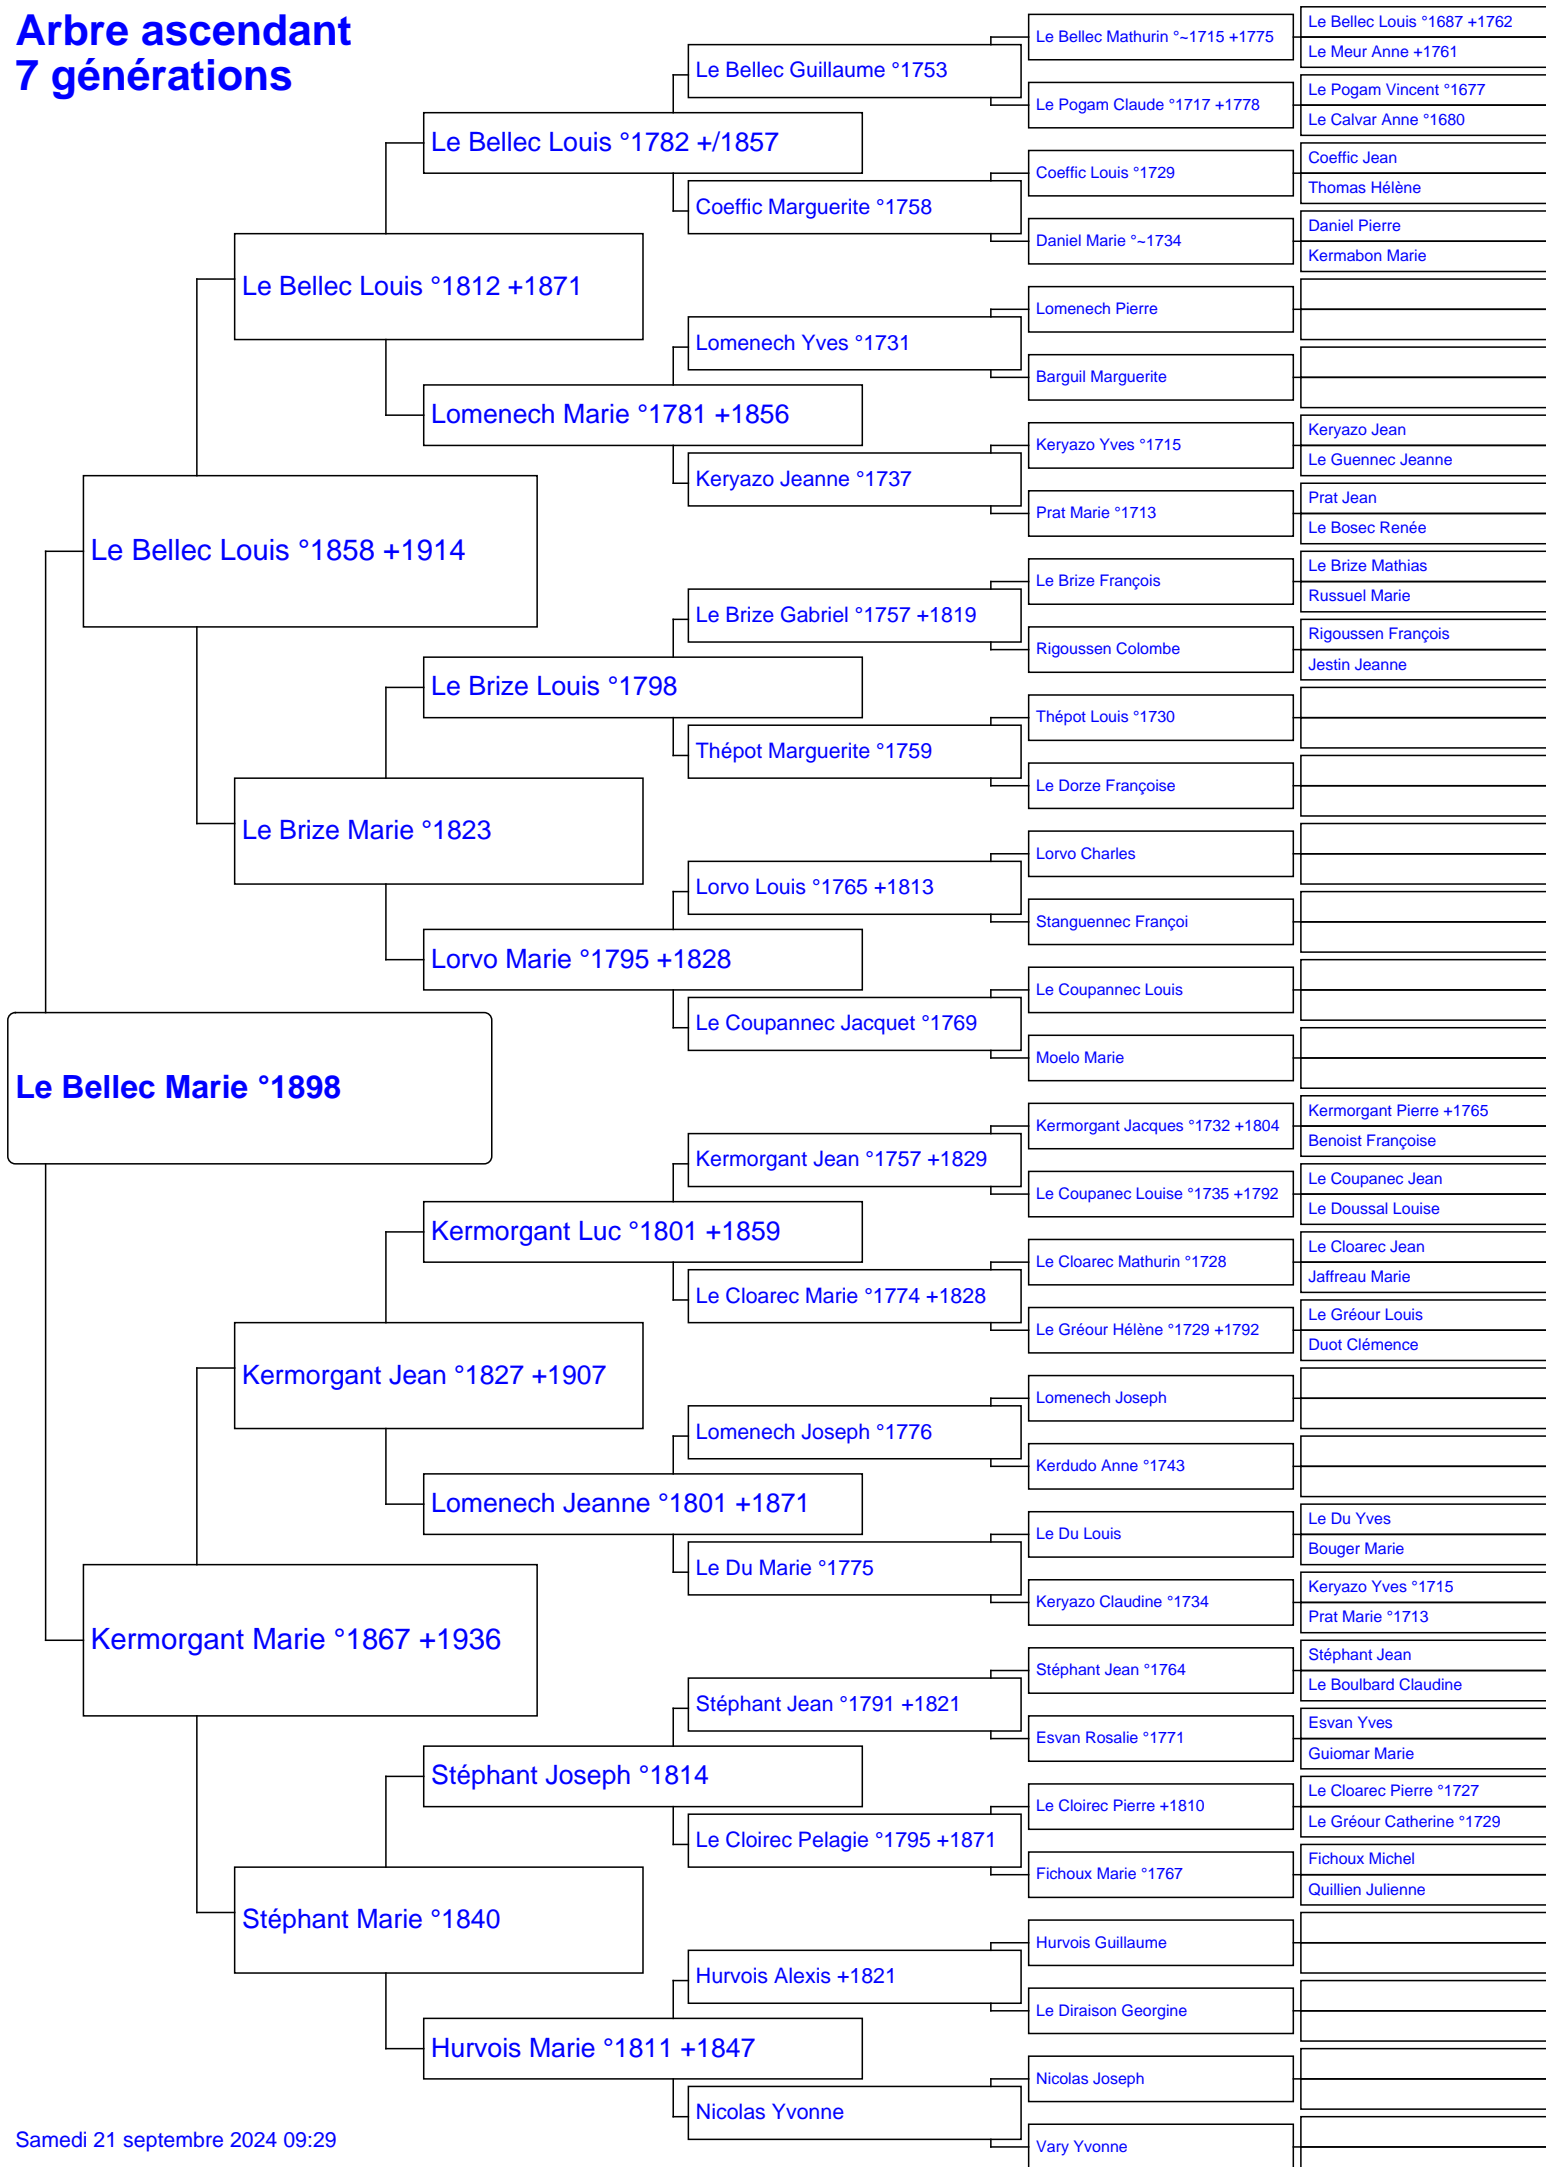 Arbre ascendant
7 générations
Le Bellec Marie °1898
Le Bellec Louis °1858 +1914
Kermorgant Marie °1867 +1936
Le Bellec Louis °1812 +1871
Le Brize Marie °1823
Kermorgant Jean °1827 +1907
Stéphant Marie °1840
Le Bellec Louis °1782 +/1857
Lomenech Marie °1781 +1856
Le Brize Louis °1798
Lorvo Marie °1795 +1828
Kermorgant Luc °1801 +1859
Lomenech Jeanne °1801 +1871
Stéphant Joseph °1814
Hurvois Marie °1811 +1847
Le Bellec Guillaume °1753
Coeffic Marguerite °1758
Lomenech Yves °1731
Keryazo Jeanne °1737
Le Brize Gabriel °1757 +1819
Thépot Marguerite °1759
Lorvo Louis °1765 +1813
Le Coupannec Jacquet °1769
Kermorgant Jean °1757 +1829
Le Cloarec Marie °1774 +1828
Lomenech Joseph °1776
Le Du Marie °1775
Stéphant Jean °1791 +1821
Le Cloirec Pelagie °1795 +1871
Hurvois Alexis +1821
Nicolas Yvonne
Le Bellec Mathurin °~1715 +1775
Le Pogam Claude °1717 +1778
Coeffic Louis °1729
Daniel Marie °~1734
Lomenech Pierre
Barguil Marguerite
Keryazo Yves °1715
Prat Marie °1713
Le Brize François
Rigoussen Colombe
Thépot Louis °1730
Le Dorze Françoise
Lorvo Charles
Stanguennec Françoi
Le Coupannec Louis
Moelo Marie
Kermorgant Jacques °1732 +1804
Le Coupanec Louise °1735 +1792
Le Cloarec Mathurin °1728
Le Gréour Hélène °1729 +1792
Lomenech Joseph
Kerdudo Anne °1743
Le Du Louis
Keryazo Claudine °1734
Stéphant Jean °1764
Esvan Rosalie °1771
Le Cloirec Pierre +1810
Fichoux Marie °1767
Hurvois Guillaume
Le Diraison Georgine
Nicolas Joseph
Vary Yvonne
Le Bellec Louis °1687 +1762
Le Meur Anne +1761
Le Pogam Vincent °1677
Le Calvar Anne °1680
Coeffic Jean
Thomas Hélène
Daniel Pierre
Kermabon Marie
Keryazo Jean
Le Guennec Jeanne
Prat Jean
Le Bosec Renée
Le Brize Mathias
Russuel Marie
Rigoussen François
Jestin Jeanne
Kermorgant Pierre +1765
Benoist Françoise
Le Coupanec Jean
Le Doussal Louise
Le Cloarec Jean
Jaffreau Marie
Le Gréour Louis
Duot Clémence
Le Du Yves
Bouger Marie
Keryazo Yves °1715
Prat Marie °1713
Stéphant Jean
Le Boulbard Claudine
Esvan Yves
Guiomar Marie
Le Cloarec Pierre °1727
Le Gréour Catherine °1729
Fichoux Michel
Quillien Julienne
Samedi 21 septembre 2024 09:29